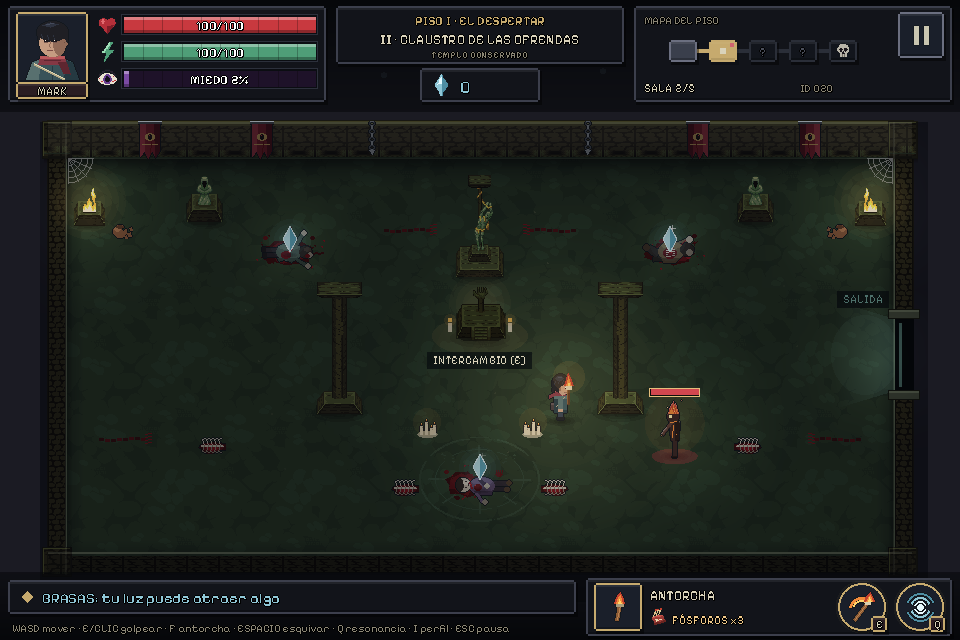 100/100
100/100
MIEDO 2%
MARK
PISO I · EL DESPERTAR
II · CLAUSTRO DE LAS OFRENDAS
TEMPLO CONSERVADO
0
MAPA DEL PISO
? ?
SALA 2/5
ID 020
SALIDA
INTERCAMBIO (E)
BRASAS: tu luz puede atraer algo
WASD mover · E/CLIC golpear · F antorcha · ESPACIO esquivar · Q resonancia · I perfil · ESC pausa
ANTORCHA
FÓSFOROS x3
E
Q